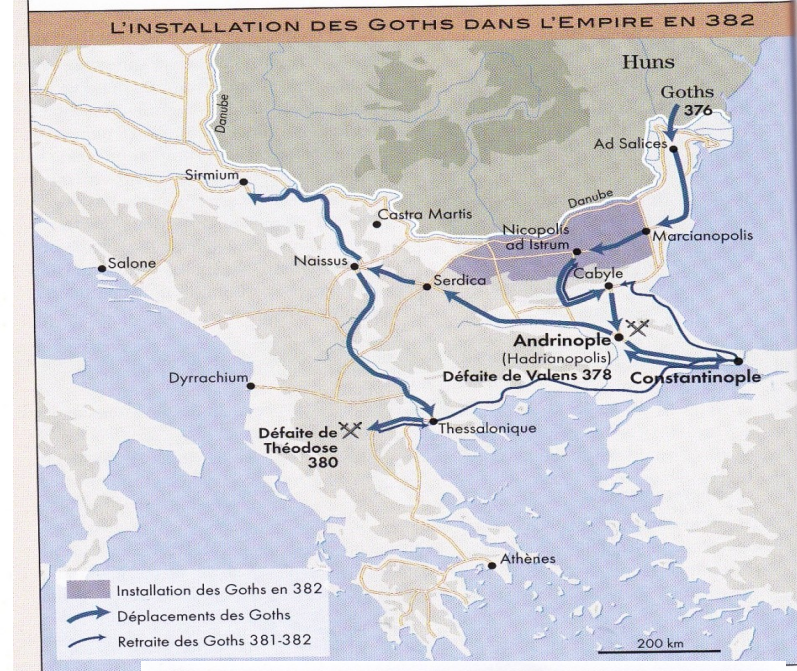 L'INSTALLATION DES GOTHS DANS L'EMPIRE EN 382
Huns
Goths
376
Danube
Ad Salices
Sirmium
Danube
Castra Martis
Nicopolis
ad Istrum
Marcianopolis
Salone
Naissus
Cabyle
Serdica
Andrinople
(Hadrianopolis)
Défaite de Valens 378
Constantinople
Dyrrachium
Défaite de
Théodose
380
Thessalonique
Athènes
Installation des Goths en 382
Déplacements des Goths
Retraite des Goths 381-382
200 km